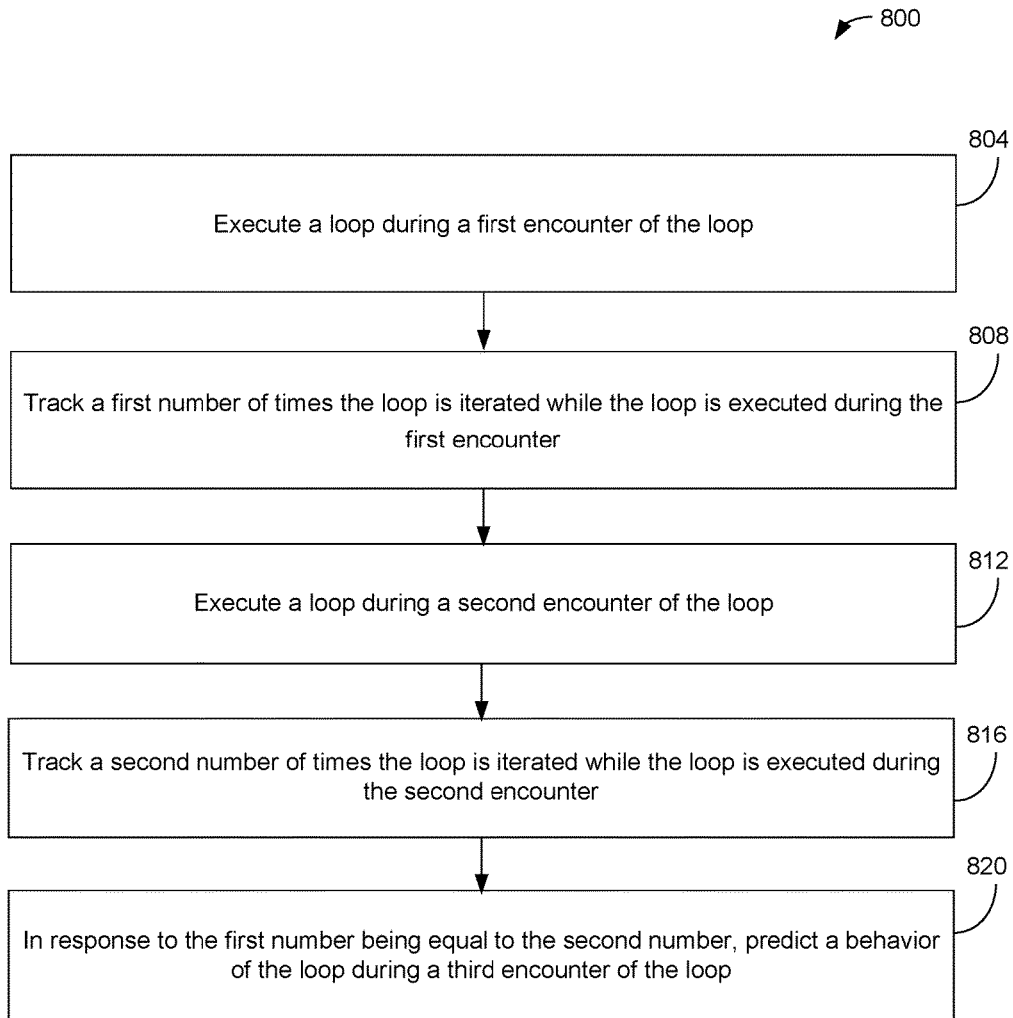 800
804
Execute a loop during a first encounter of the loop
808
Track a first number of times the loop is iterated while the loop is executed during the
first encounter
812
Execute a loop during a second encounter of the loop
816
Track a second number of times the loop is iterated while the loop is executed during
the second encounter
820
In response to the first number being equal to the second number, predict a behavior
of the loop during a third encounter of the loop